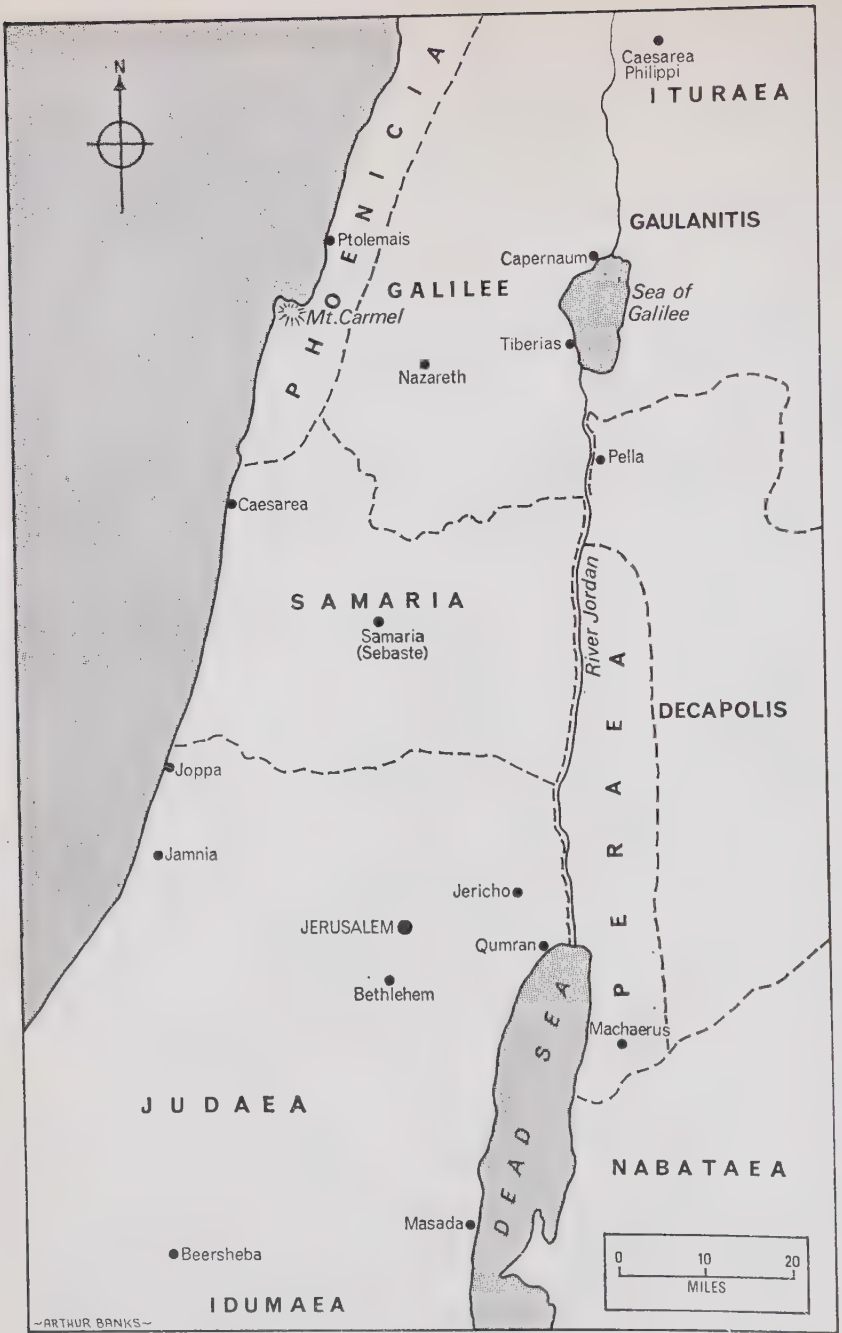 N
Caesarea
Philippi
ITURAEA
PHOENICIA
GAULANITIS
Ptolemais
Capernaum
GALILEE
Sea of
Galilee
Mt. Carmel
Tiberias
Nazareth
Pella
Caesarea
River Jordan
SAMARIA
Samaria
(Sebaste)
PERAEA
DECAPOLIS
Joppa
Jamnia
Jericho
JERUSALEM
Qumran
Bethlehem
DEAD SEA
Machaerus
JUDAEA
NABATAEA
Masada
Beersheba
0 10 20
MILES
IDUMAEA
~ARTHUR BANKS~